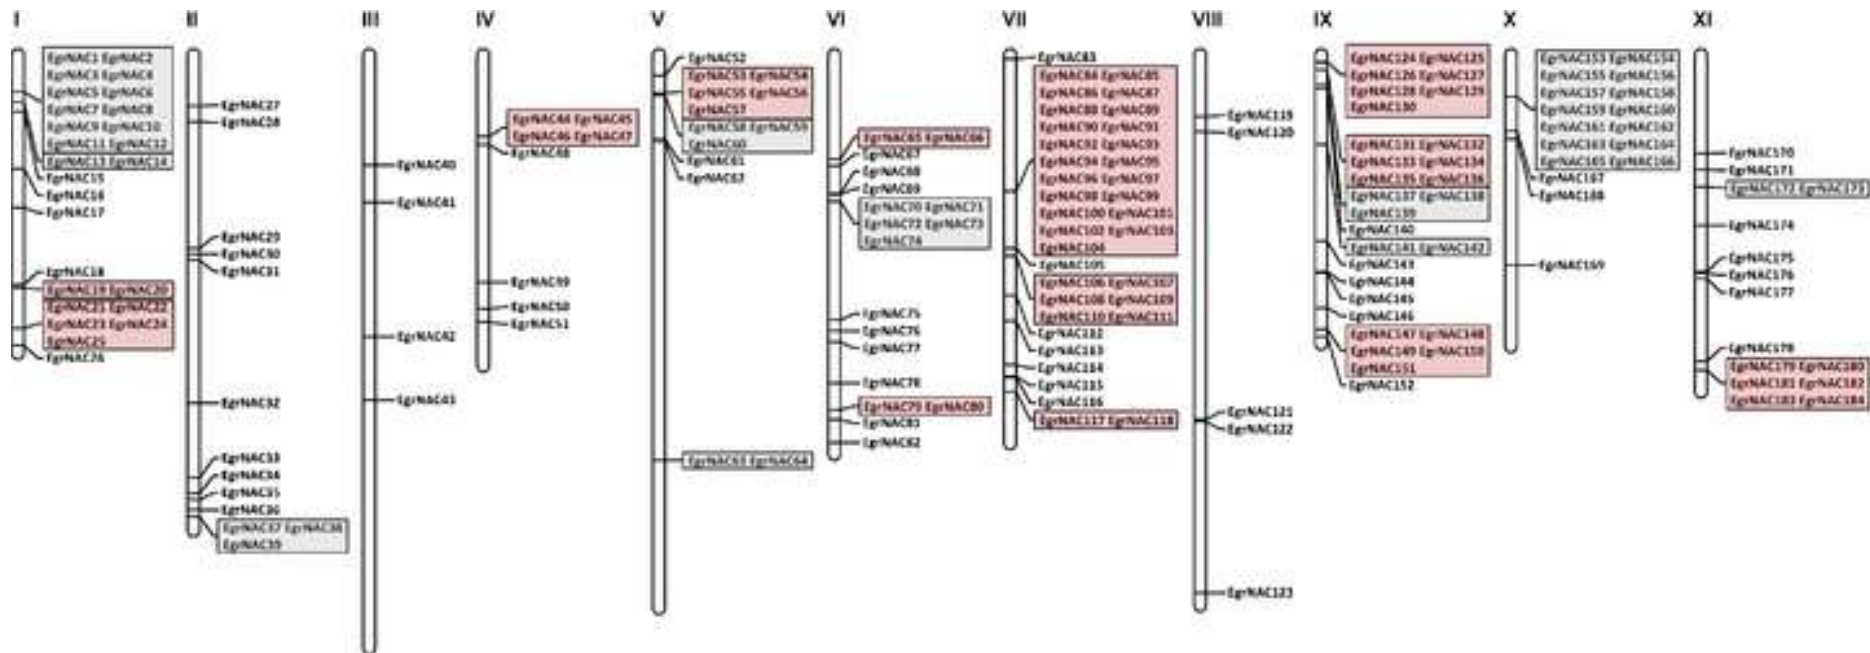 I
EgrNAC1 EgrNAC2
EgrNAC3 EgrNAC4
EgrNAC5 EgrNAC6
EgrNAC7 EgrNAC8
EgrNAC9 EgrNAC10
EgrNAC11 EgrNAC12
EgrNAC13 EgrNAC14
EgrNAC15
EgrNAC16
EgrNAC17
EgrNAC18
EgrNAC19 EgrNAC20
EgrNAC21 EgrNAC22
EgrNAC23 EgrNAC24
EgrNAC25
EgrNAC26
II
EgrNAC27
EgrNAC28
EgrNAC29
EgrNAC30
EgrNAC31
EgrNAC32
EgrNAC33
EgrNAC34
EgrNAC35
EgrNAC36
EgrNAC37 EgrNAC38
EgrNAC39
III
EgrNAC40
EgrNAC41
EgrNAC42
EgrNAC43
IV
EgrNAC44 EgrNAC45
EgrNAC46 EgrNAC47
EgrNAC48
EgrNAC49
EgrNAC50
EgrNAC51
V
EgrNAC52
EgrNAC53 EgrNAC54
EgrNAC55 EgrNAC56
EgrNAC57
EgrNAC58 EgrNAC59
EgrNAC60
EgrNAC61
EgrNAC62
EgrNAC63 EgrNAC64
VI
EgrNAC65 EgrNAC66
EgrNAC67
EgrNAC68
EgrNAC69
EgrNAC70 EgrNAC71
EgrNAC72 EgrNAC73
EgrNAC74
EgrNAC75
EgrNAC76
EgrNAC77
EgrNAC78
EgrNAC79 EgrNAC80
EgrNAC81
EgrNAC82
VII
EgrNAC83
EgrNAC84 EgrNAC85
EgrNAC86 EgrNAC87
EgrNAC88 EgrNAC89
EgrNAC90 EgrNAC91
EgrNAC92 EgrNAC93
EgrNAC94 EgrNAC95
EgrNAC96 EgrNAC97
EgrNAC98 EgrNAC99
EgrNAC100 EgrNAC101
EgrNAC102 EgrNAC103
EgrNAC104
EgrNAC105
EgrNAC106 EgrNAC107
EgrNAC108 EgrNAC109
EgrNAC110 EgrNAC111
EgrNAC112
EgrNAC113
EgrNAC114
EgrNAC115
EgrNAC116
EgrNAC117 EgrNAC118
VIII
EgrNAC119
EgrNAC120
EgrNAC121
EgrNAC122
EgrNAC123
IX
EgrNAC124 EgrNAC125
EgrNAC126 EgrNAC127
EgrNAC128 EgrNAC129
EgrNAC130
EgrNAC131 EgrNAC132
EgrNAC133 EgrNAC134
EgrNAC135 EgrNAC136
EgrNAC137 EgrNAC138
EgrNAC139
EgrNAC140
EgrNAC141 EgrNAC142
EgrNAC143
EgrNAC144
EgrNAC145
EgrNAC146
EgrNAC147 EgrNAC148
EgrNAC149 EgrNAC150
EgrNAC151
EgrNAC152
X
EgrNAC153 EgrNAC154
EgrNAC155 EgrNAC156
EgrNAC157 EgrNAC158
EgrNAC159 EgrNAC160
EgrNAC161 EgrNAC162
EgrNAC163 EgrNAC164
EgrNAC165 EgrNAC166
EgrNAC167
EgrNAC168
EgrNAC169
XI
EgrNAC170
EgrNAC171
EgrNAC172 EgrNAC173
EgrNAC174
EgrNAC175
EgrNAC176
EgrNAC177
EgrNAC178
EgrNAC179 EgrNAC180
EgrNAC181 EgrNAC182
EgrNAC183 EgrNAC184